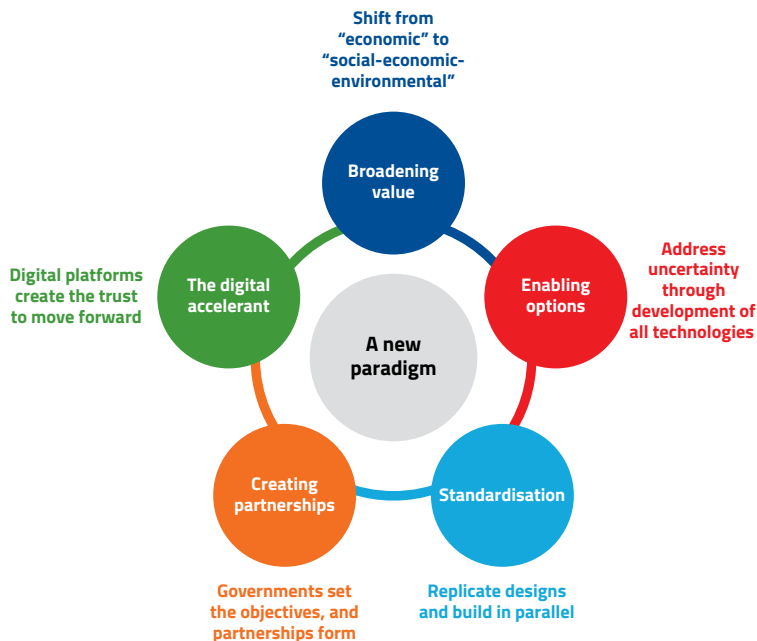 Shift from
“economic” to
“social-economic-
environmental”
Broadening
value
Digital platforms
create the trust
to move forward
The digital
accelerant
Enabling
options
Address
uncertainty
through
development of
all technologies
A new
paradigm
Creating
partnerships
Standardisation
Governments set
the objectives, and
partnerships form
Replicate designs
and build in parallel